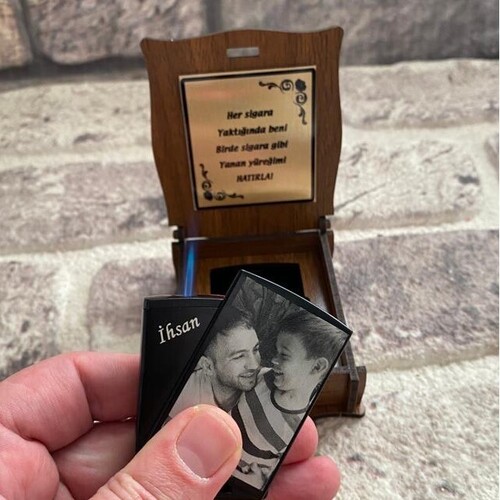 Her sigara
Yaktığında beni
Birde sigara gibi
Yanan yüreğimi
HATIRLA!
İhsan